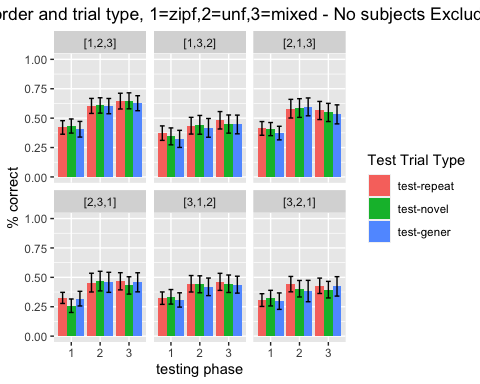 order and trial type, 1=zipf,2=unf,3=mixed - No subjects
[1,2,3] [1,3,2] [2,1,3]
1.00
0.75
0.50
0.25
0.00
[2,3,1] [3,1,2] [3,2,1]
1.00
0.75
0.50
0.25
0.00
1 2 3 1 2 3 1 2 3
testing phase
% correct
Test Trial Type
test-repeat
test-novel
test-gener